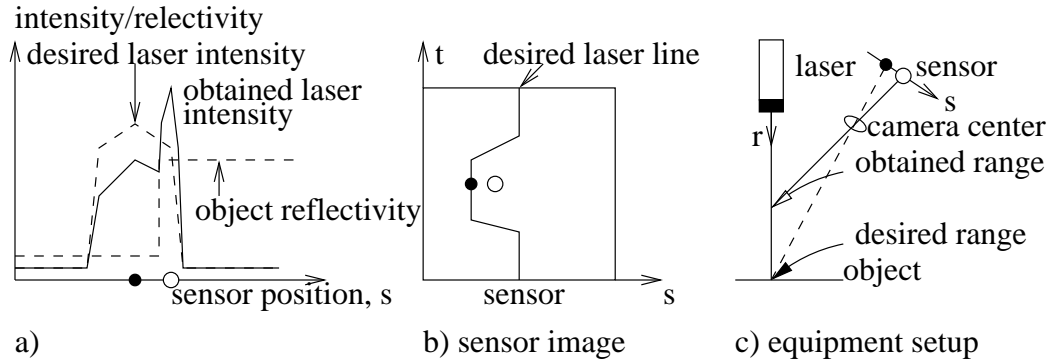 intensity/relectivity
desired laser intensity
obtained laser
intensity
object reflectivity
sensor position, s
a)
t
desired laser line
sensor
s
b) sensor image
laser
sensor
s
r
camera center
obtained range
desired range
object
c) equipment setup